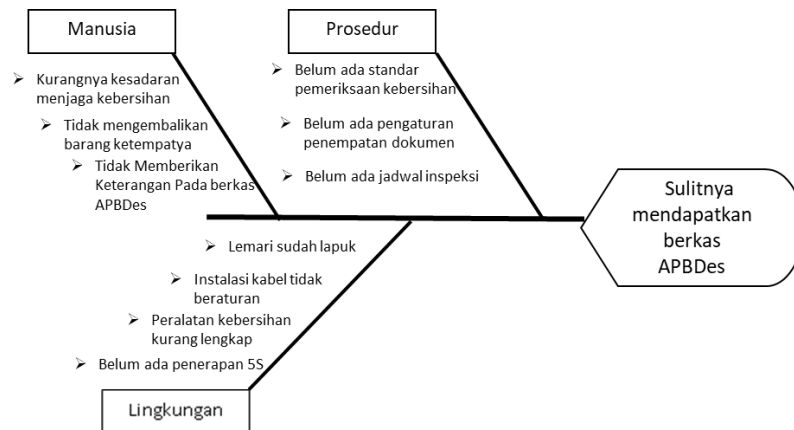 Manusia
Kurangnya kesadaran
menjaga kebersihan
Tidak mengembalikan
barang ketempatya
Tidak Memberikan
Keterangan Pada berkas
APBDes
Prosedur
Belum ada standar
pemeriksaan kebersihan
Belum ada pengaturan
penempatan dokumen
Belum ada jadwal inspeksi
Sulitnya
mendapatkan
berkas
APBDes
Lemari sudah lapuk
Instalasi kabel tidak
beraturan
Peralatan kebersihan
kurang lengkap
Belum ada penerapan 5S
Lingkungan